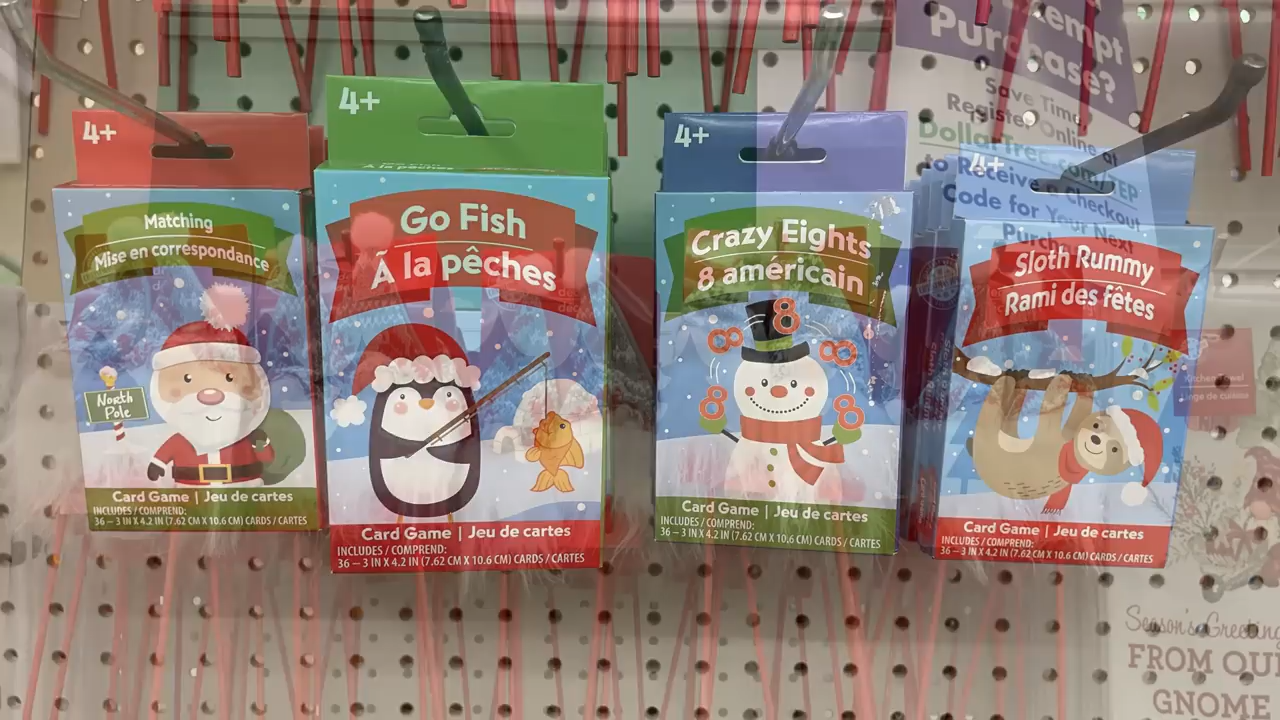 4+
Matching
Mise en correspondance
North
Pole
Card Game | Jeu de cartes
INCLUDES / COMPREND:
36 – 3 IN X 4.2 IN (7.62 CM X 10.6 CM) CARDS / CARTES
4+
Go Fish
À la pêches
Card Game | Jeu de cartes
INCLUDES / COMPREND:
36 – 3 IN X 4.2 IN (7.62 CM X 10.6 CM) CARDS / CARTES
4+
Crazy Eights
8 américain
8
8
8
8
8
Card Game | Jeu de cartes
INCLUDES / COMPREND:
36 – 3 IN X 4.2 IN (7.62 CM X 10.6 CM) CARDS / CARTES
4+
Sloth Rummy
Rami des fêtes
Card Game | Jeu de cartes
INCLUDES / COMPREND:
36 – 3 IN X 4.2 IN (7.62 CM X 10.6 CM) CARDS / CARTES
Purchase?
Save Time,
Register Online at
DollarTree.com/TEP
to Receive a Checkout
Code for Your Next
Season's Greetings
FROM OUR
GNOME